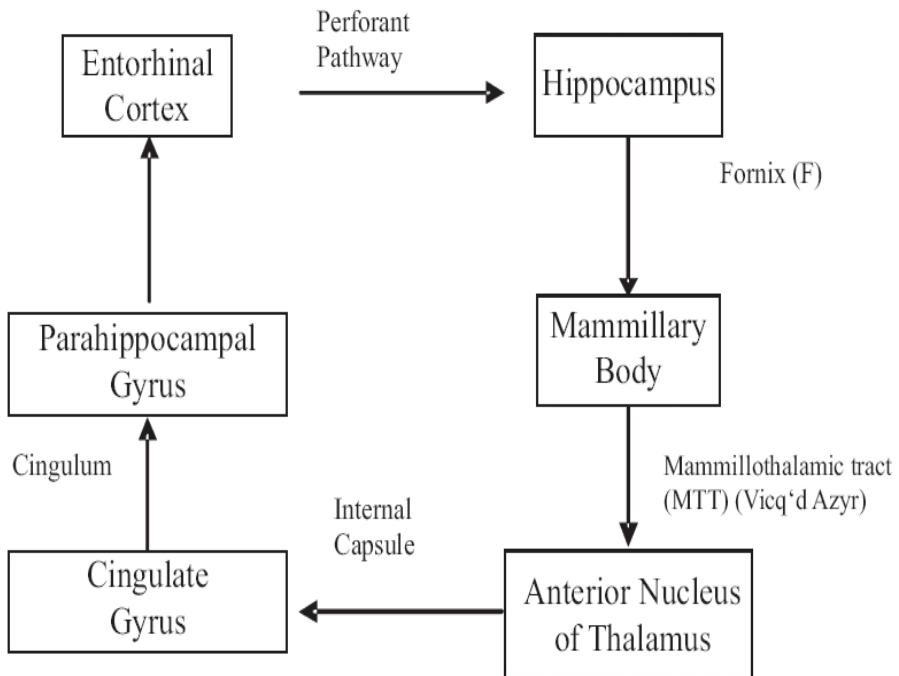 Entorhinal
Cortex
Perforant
Pathway
Hippocampus
Fornix (F)
Parahippocampal
Gyrus
Mammillary
Body
Cingulum
Mammillothalamic tract
(MTT) (Vicq‘d Azyr)
Internal
Capsule
Cingulate
Gyrus
Anterior Nucleus
of Thalamus